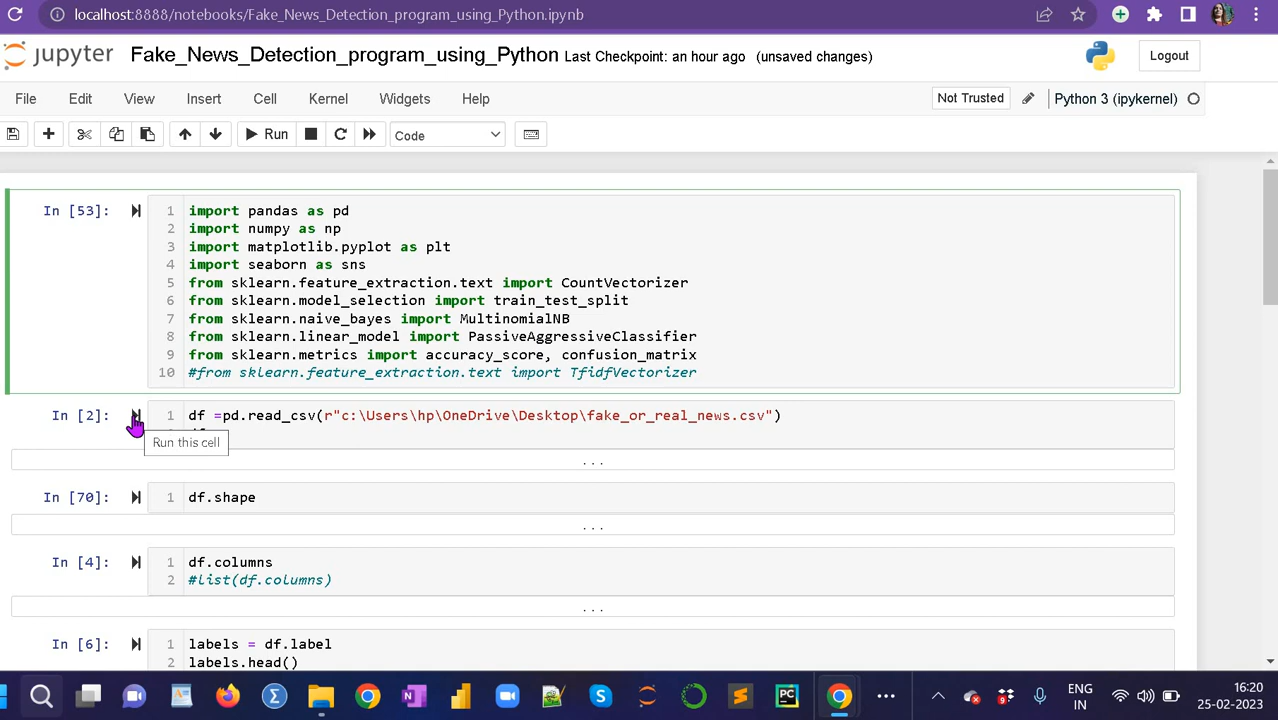 localhost:8888/notebooks/Fake_News_Detection_program_using_Python.ipynb
jupyter Fake_News_Detection_program_using_Python Last Checkpoint: an hour ago (unsaved changes) Logout
File Edit View Insert Cell Kernel Widgets Help Not Trusted Python 3 (ipykernel)
Run Code
In [53]: 1 import pandas as pd
2 import numpy as np
3 import matplotlib.pyplot as plt
4 import seaborn as sns
5 from sklearn.feature_extraction.text import CountVectorizer
6 from sklearn.model_selection import train_test_split
7 from sklearn.naive_bayes import MultinomialNB
8 from sklearn.linear_model import PassiveAggressiveClassifier
9 from sklearn.metrics import accuracy_score, confusion_matrix
10 #from sklearn.feature_extraction.text import TfidfVectorizer
In [2]: 1 df =pd.read_csv(r"c:\Users\hp\OneDrive\Desktop\fake_or_real_news.csv")
Run this cell
...
In [70]: 1 df.shape
...
In [4]: 1 df.columns
2 #list(df.columns)
...
In [6]: 1 labels = df.label
2 labels.head()
ENG 16:20
IN 25-02-2023